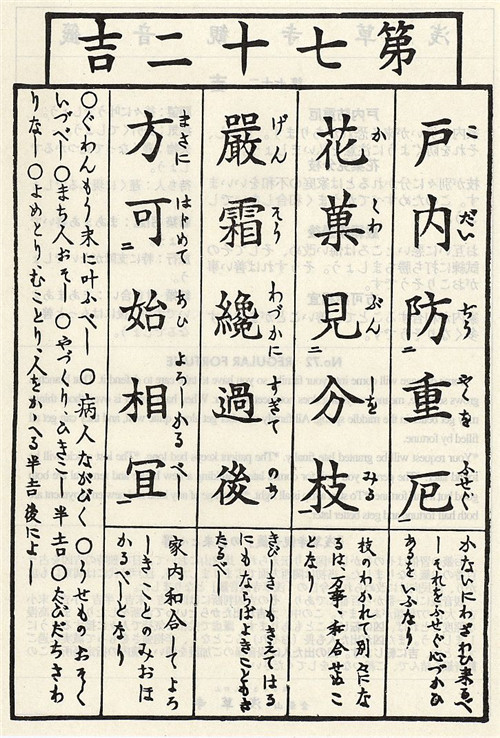 第七十二吉
戸内防重厄
こ だい ぢう やくを ふせぐ
かないにわざわひ来るべ
しそれをふせぐ心づかひ
あるをいふなり
花菓見二分枝一
か くわ ぶん しを みる
枝のわかれ〳〵別々にな
るは、万事、和合せぬこ
となり
嚴霜纔過後
げん そう わづかに すぎて のち
きびしきしもきえてはる
にもならばよきこともき
たるべし
方可二始相宜一
まさに はじめて あひ よろしかるべし
家内和合してよろ
しきことのみおほ
かるべしとなり
○ぐわんもう末に叶ふべし ○病人ながびく ○うせものおそく
いづべし ○まち人おそし ○やづくりひきこし半吉 ○たびだちさわ
りなし ○よめとり、むことり、人をかゝへる半吉後によし